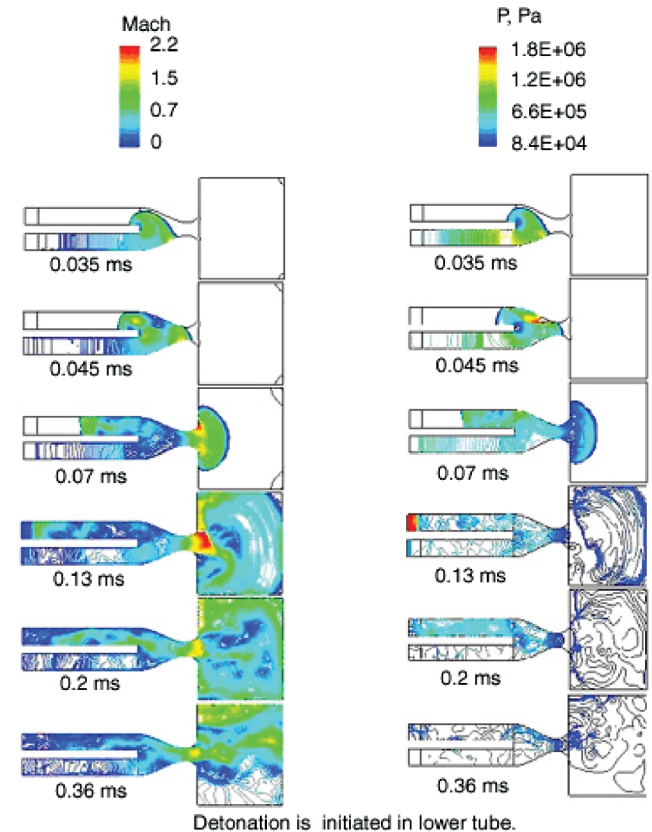 Mach
2.2
1.5
0.7
0
P, Pa
1.8E+06
1.2E+06
6.6E+05
8.4E+04
0.035 ms
0.035 ms
0.045 ms
0.045 ms
0.07 ms
0.07 ms
0.13 ms
0.13 ms
0.2 ms
0.2 ms
0.36 ms
0.36 ms
Detonation is initiated in lower tube.